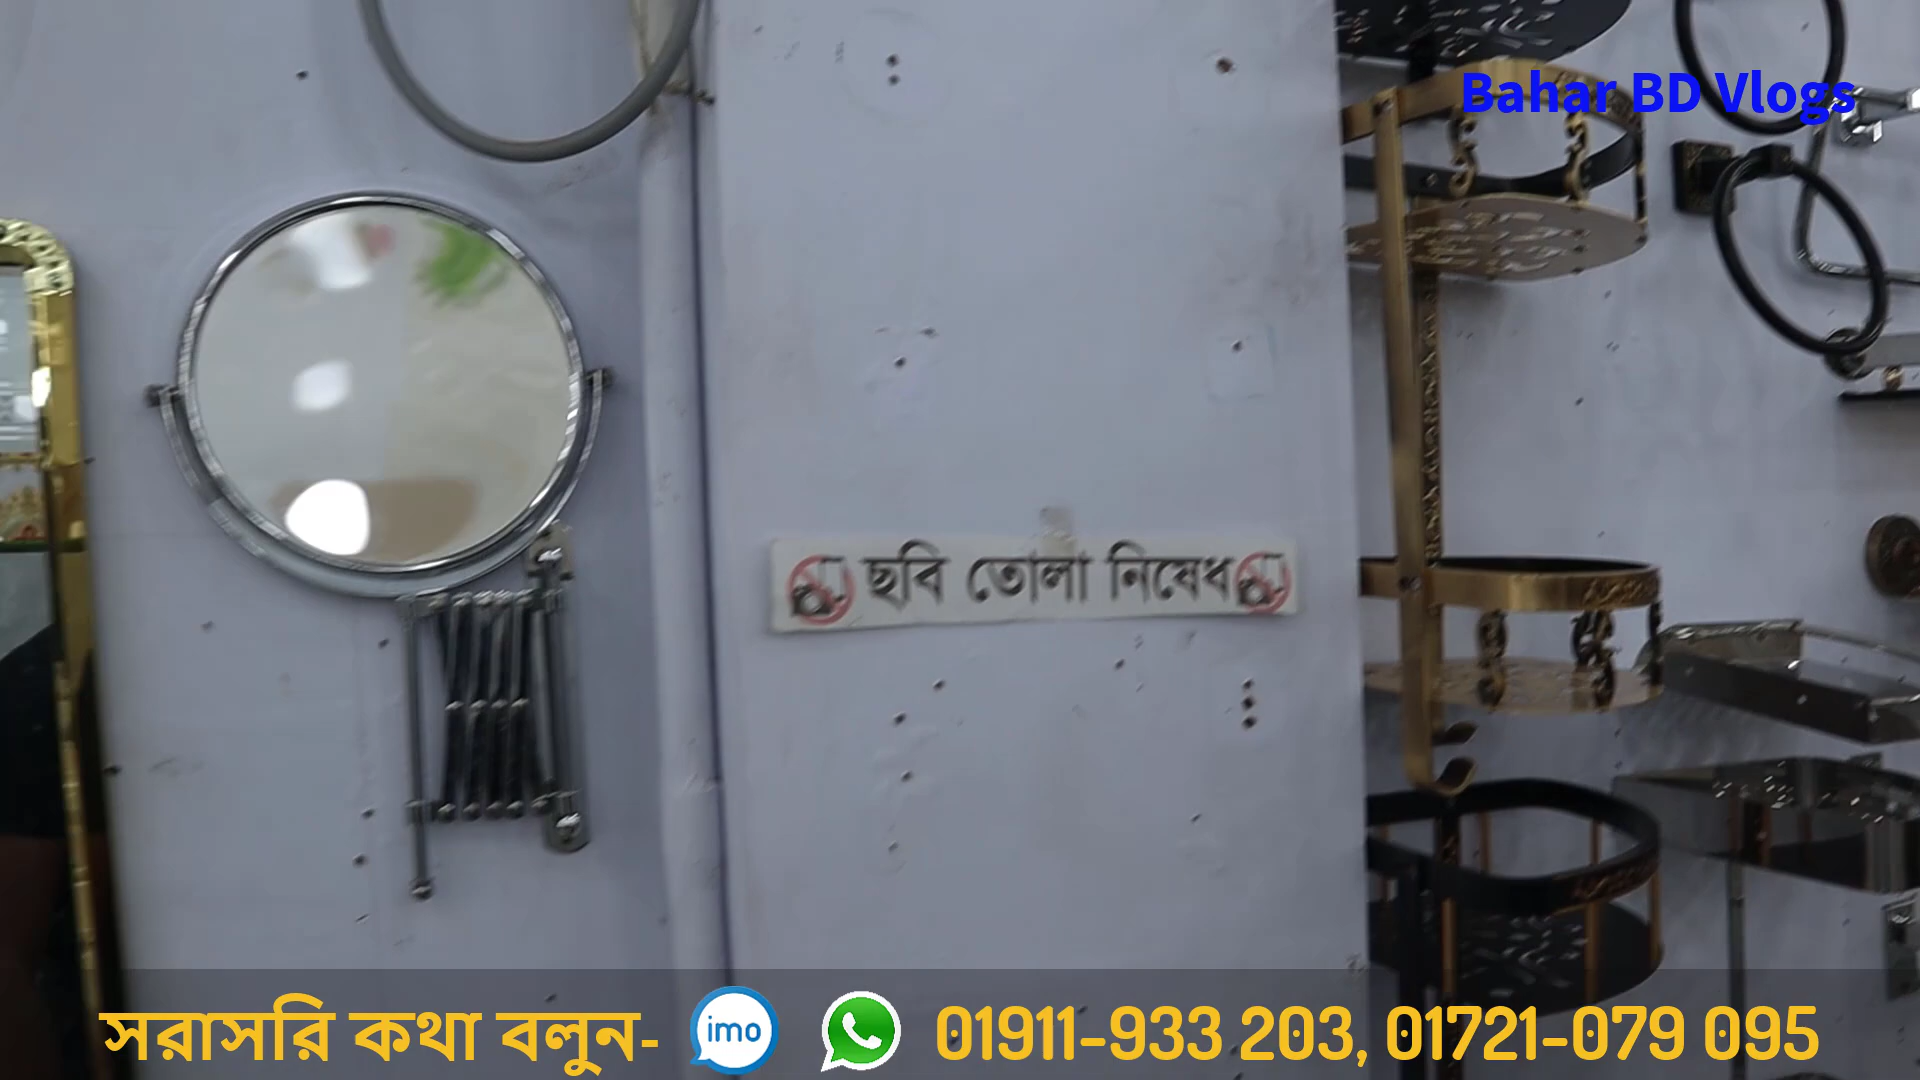 Bahar BD Vlogs
ছবি তোলা নিষেধ
সরাসরি কথা বলুন- imo 01911-933 203, 01721-079 095